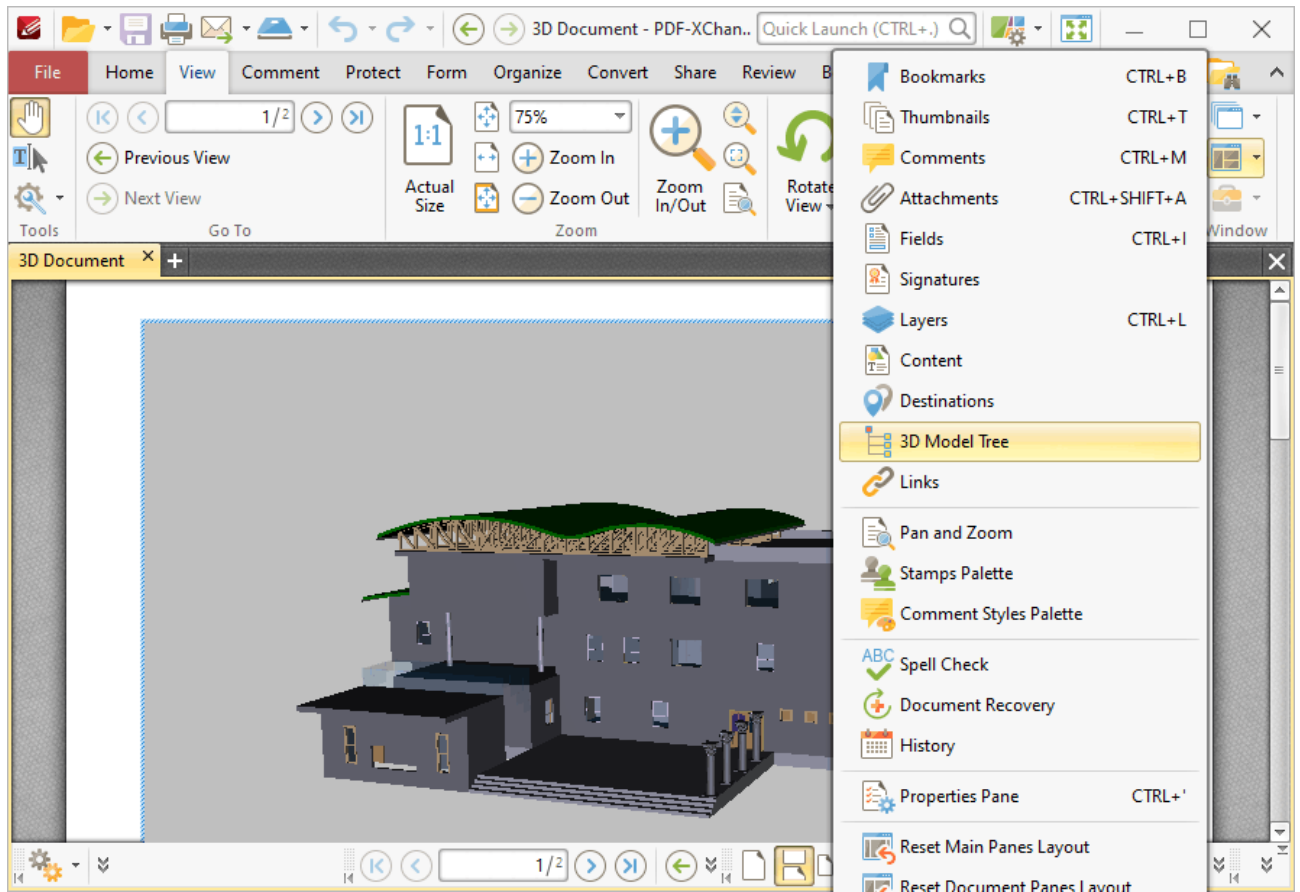 3D Document - PDF-XChan..
Quick Launch (CTRL+.)
File Home View Comment Protect Form Organize Convert Share Review B
1/2
Previous View
Next View
Tools
Go To
1:1
Actual Size
75%
Zoom In
Zoom Out
Zoom In/Out
Zoom
Rotate View
Window
3D Document
Bookmarks CTRL+B
Thumbnails CTRL+T
Comments CTRL+M
Attachments CTRL+SHIFT+A
Fields CTRL+I
Signatures
Layers CTRL+L
Content
Destinations
3D Model Tree
Links
Pan and Zoom
Stamps Palette
Comment Styles Palette
ABC
Spell Check
Document Recovery
History
Properties Pane CTRL+'
Reset Main Panes Layout
Reset Document Panes Layout
1/2